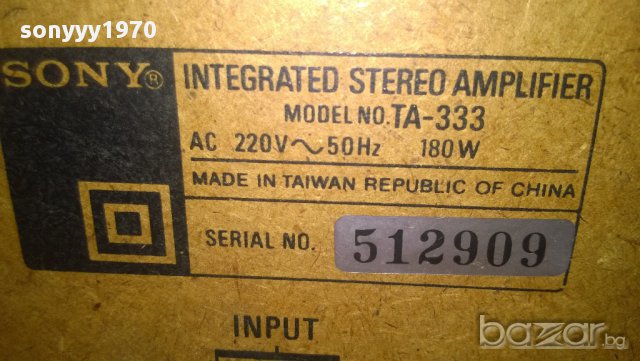 sonyyy1970
SONY® INTEGRATED STEREO AMPLIFIER
MODEL NO. TA-333
AC 220V～50Hz 180W
MADE IN TAIWAN REPUBLIC OF CHINA
SERIAL NO. 512909
INPUT
bazar.bg